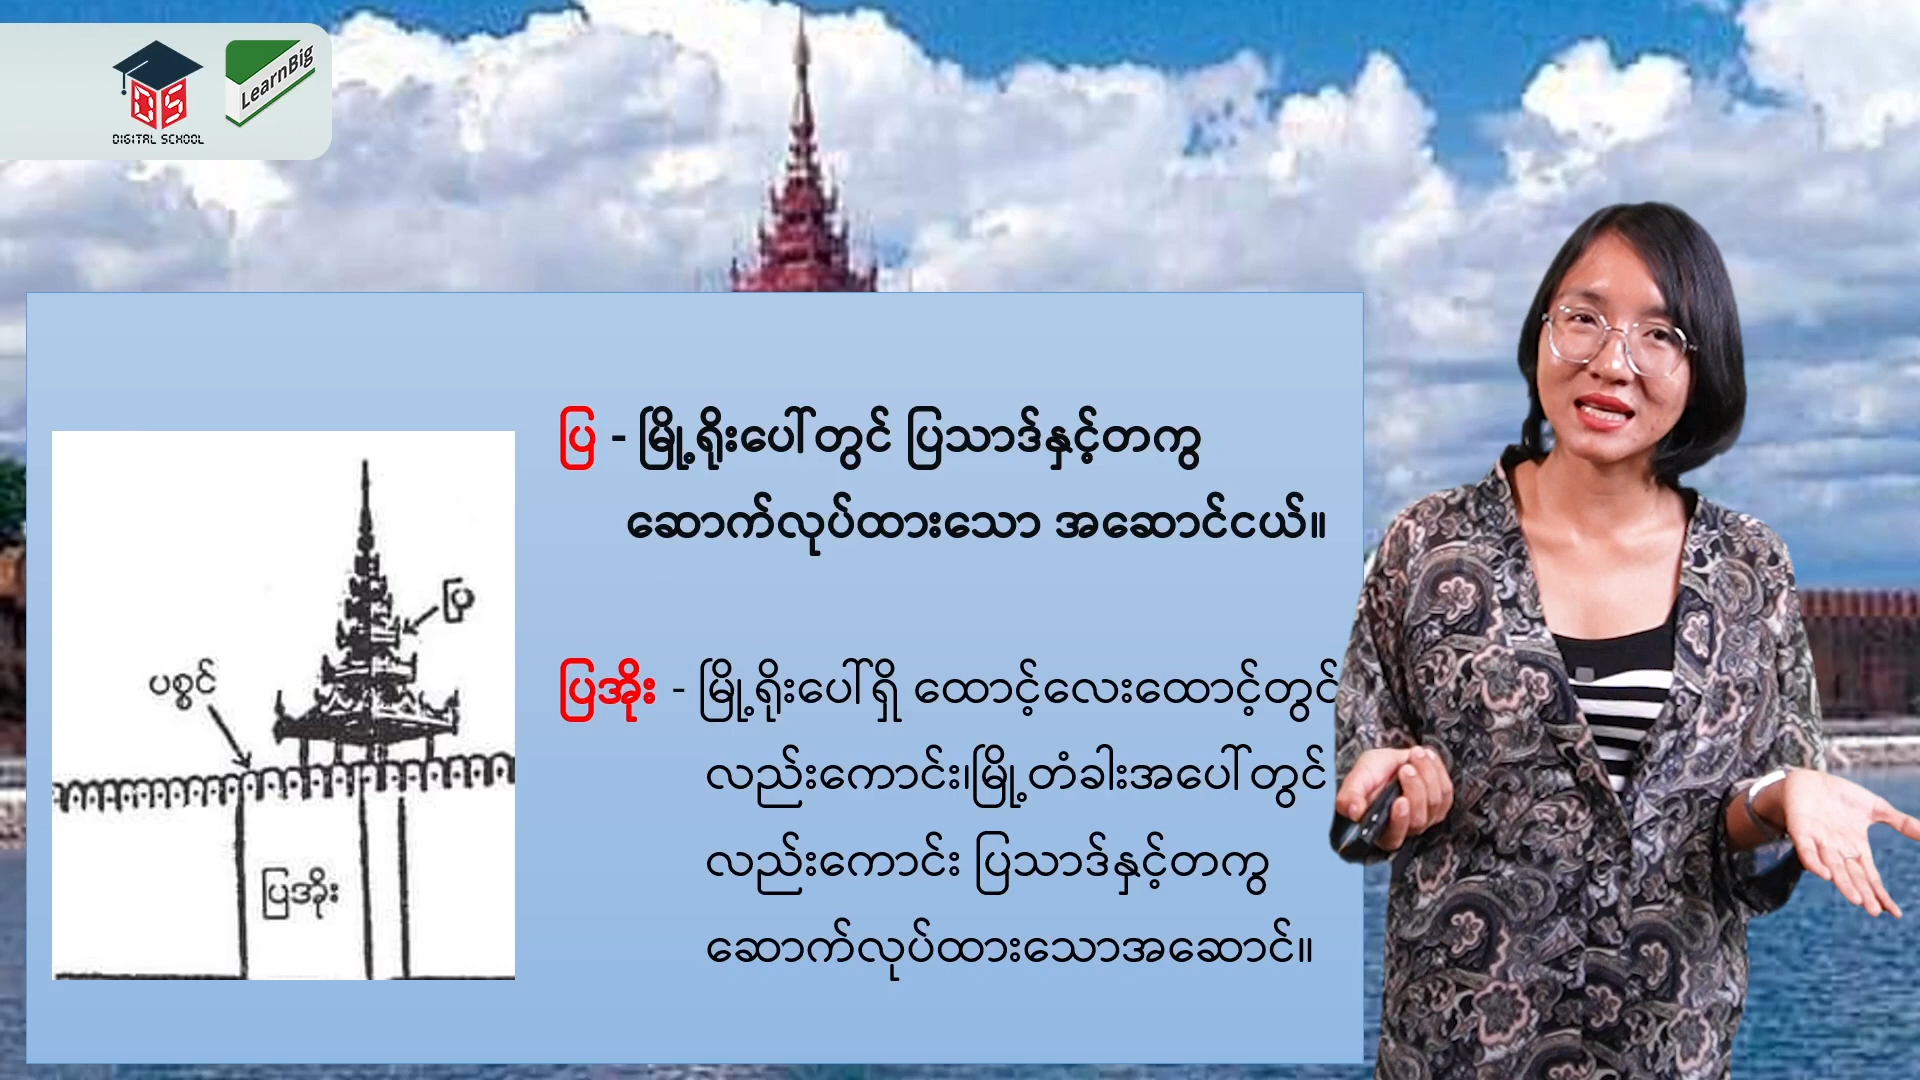 DS
DIGITAL SCHOOL
LearnBig
ပြ - မြို့ရိုးပေါ်တွင် ပြသာဒ်နှင့်တကွ
ဆောက်လုပ်ထားသော အဆောင်ငယ်။
ပြအိုး - မြို့ရိုးပေါ်ရှိ ထောင့်လေးထောင့်တွင်
လည်းကောင်း၊မြို့တံခါးအပေါ်တွင်
လည်းကောင်း ပြသာဒ်နှင့်တကွ
ဆောက်လုပ်ထားသောအဆောင်။
ပြ
ပစွင်
ပြအိုး